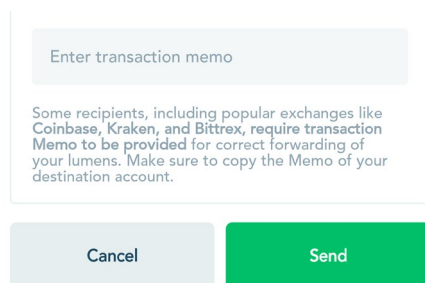 Enter transaction memo
Some recipients, including popular exchanges like
Coinbase, Kraken, and Bittrex, require transaction
Memo to be provided for correct forwarding of
your lumens. Make sure to copy the Memo of your
destination account.
Cancel
Send